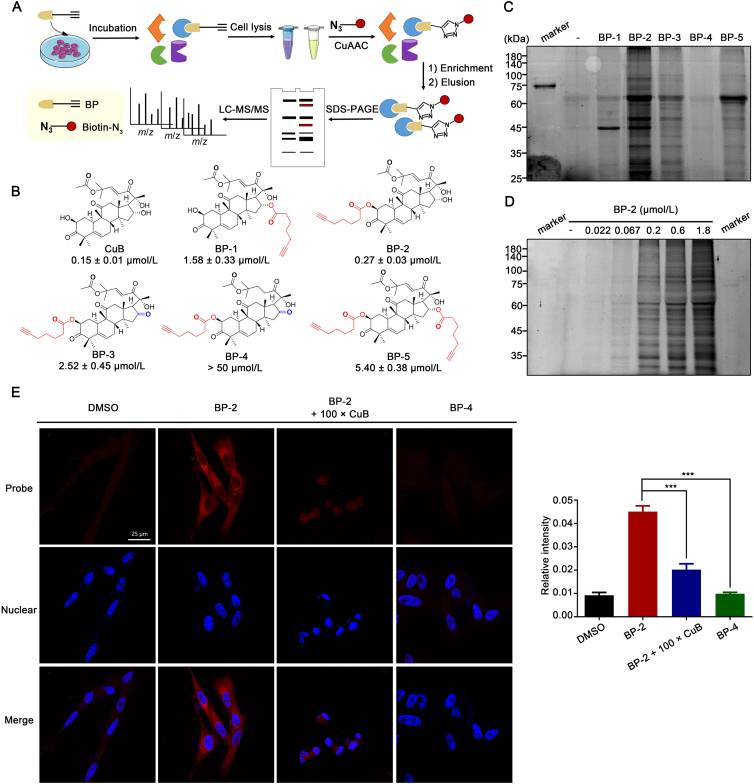 A
Incubation
Cell lysis
N3
CuAAC
1) Enrichment
2) Elusion
BP
N3 Biotin-N3
LC-MS/MS
SDS-PAGE
m/z m/z m/z
B
CuB
0.15 ± 0.01 μmol/L
BP-1
1.58 ± 0.33 μmol/L
BP-2
0.27 ± 0.03 μmol/L
BP-3
2.52 ± 0.45 μmol/L
BP-4
> 50 μmol/L
BP-5
5.40 ± 0.38 μmol/L
C
(kDa) marker - BP-1 BP-2 BP-3 BP-4 BP-5
180
140
100
75
60
45
35
25
D
BP-2 (μmol/L)
marker - 0.022 0.067 0.2 0.6 1.8 marker
180
140
100
75
60
45
35
E
DMSO BP-2 BP-2 + 100 × CuB BP-4
Probe
25 μm
Nuclear
Merge
Relative intensity
0.05
0.04
0.02
0.01
0.00
***
***
DMSO
BP-2
BP-2 + 100 × CuB
BP-4